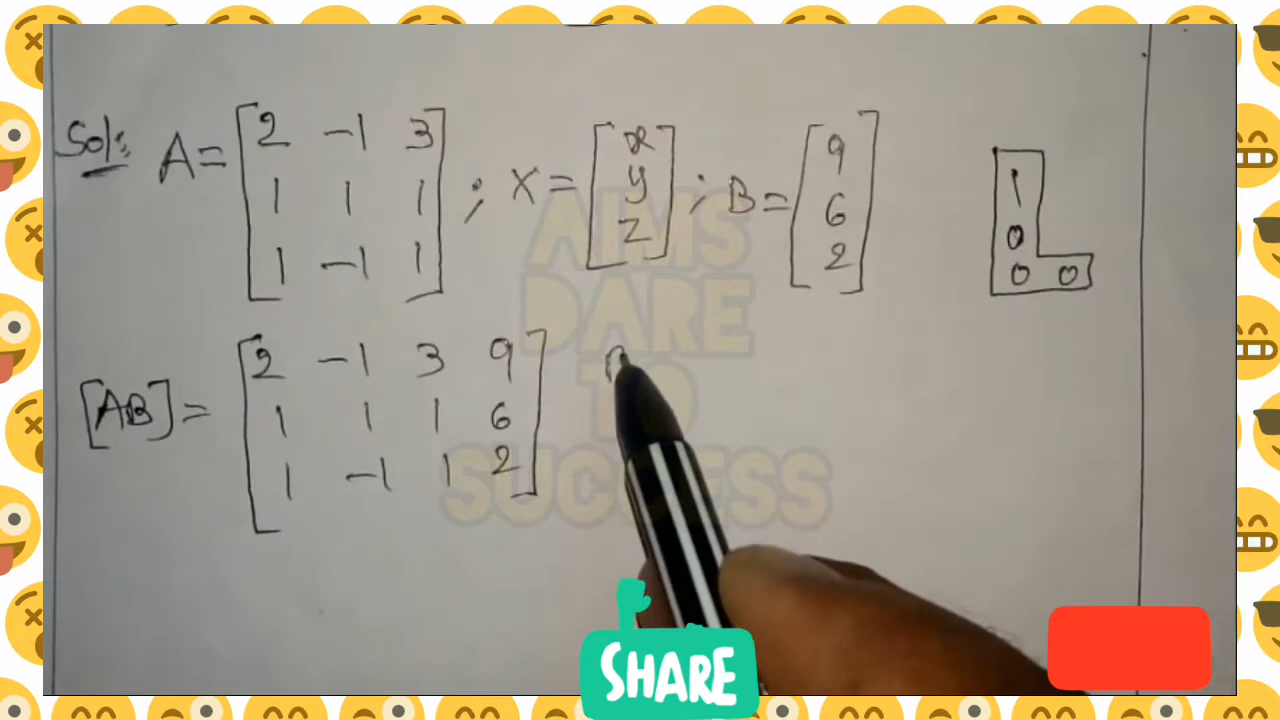 Sol:
A = [2 -1 3
1 1 1
1 -1 1] ; X = [x
y
z] ; B = [9
6
2]
1
0
0 0
[AB] = [2 -1 3 9
1 1 1 6
1 -1 1 2]
AIMS
DARE
TO
SUCCESS
SHARE